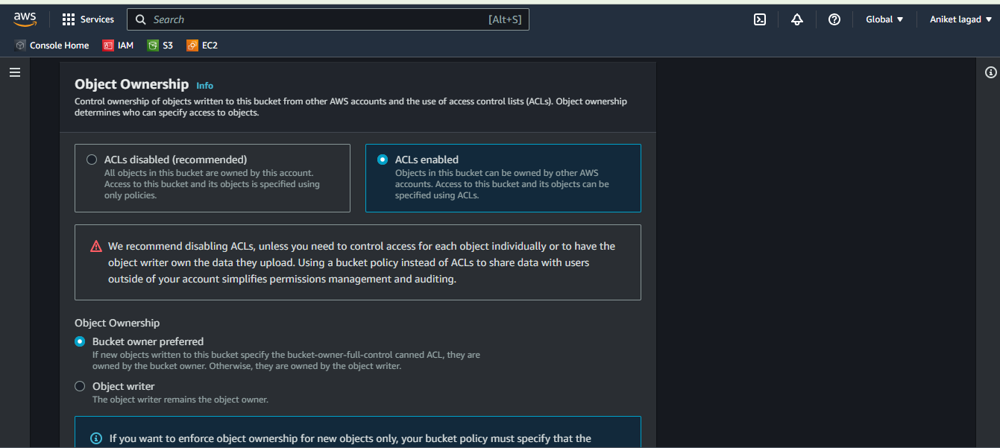 aws
Services
Search
[Alt+S]
Global ▼
Aniket lagad ▼
Console Home
IAM
S3
EC2
Object Ownership Info
Control ownership of objects written to this bucket from other AWS accounts and the use of access control lists (ACLs). Object ownership
determines who can specify access to objects.
ACLs disabled (recommended)
All objects in this bucket are owned by this account.
Access to this bucket and its objects is specified using
only policies.
ACLs enabled
Objects in this bucket can be owned by other AWS
accounts. Access to this bucket and its objects can be
specified using ACLs.
We recommend disabling ACLs, unless you need to control access for each object individually or to have the
object writer own the data they upload. Using a bucket policy instead of ACLs to share data with users
outside of your account simplifies permissions management and auditing.
Object Ownership
Bucket owner preferred
If new objects written to this bucket specify the bucket-owner-full-control canned ACL, they are
owned by the bucket owner. Otherwise, they are owned by the object writer.
Object writer
The object writer remains the object owner.
If you want to enforce object ownership for new objects only, your bucket policy must specify that the